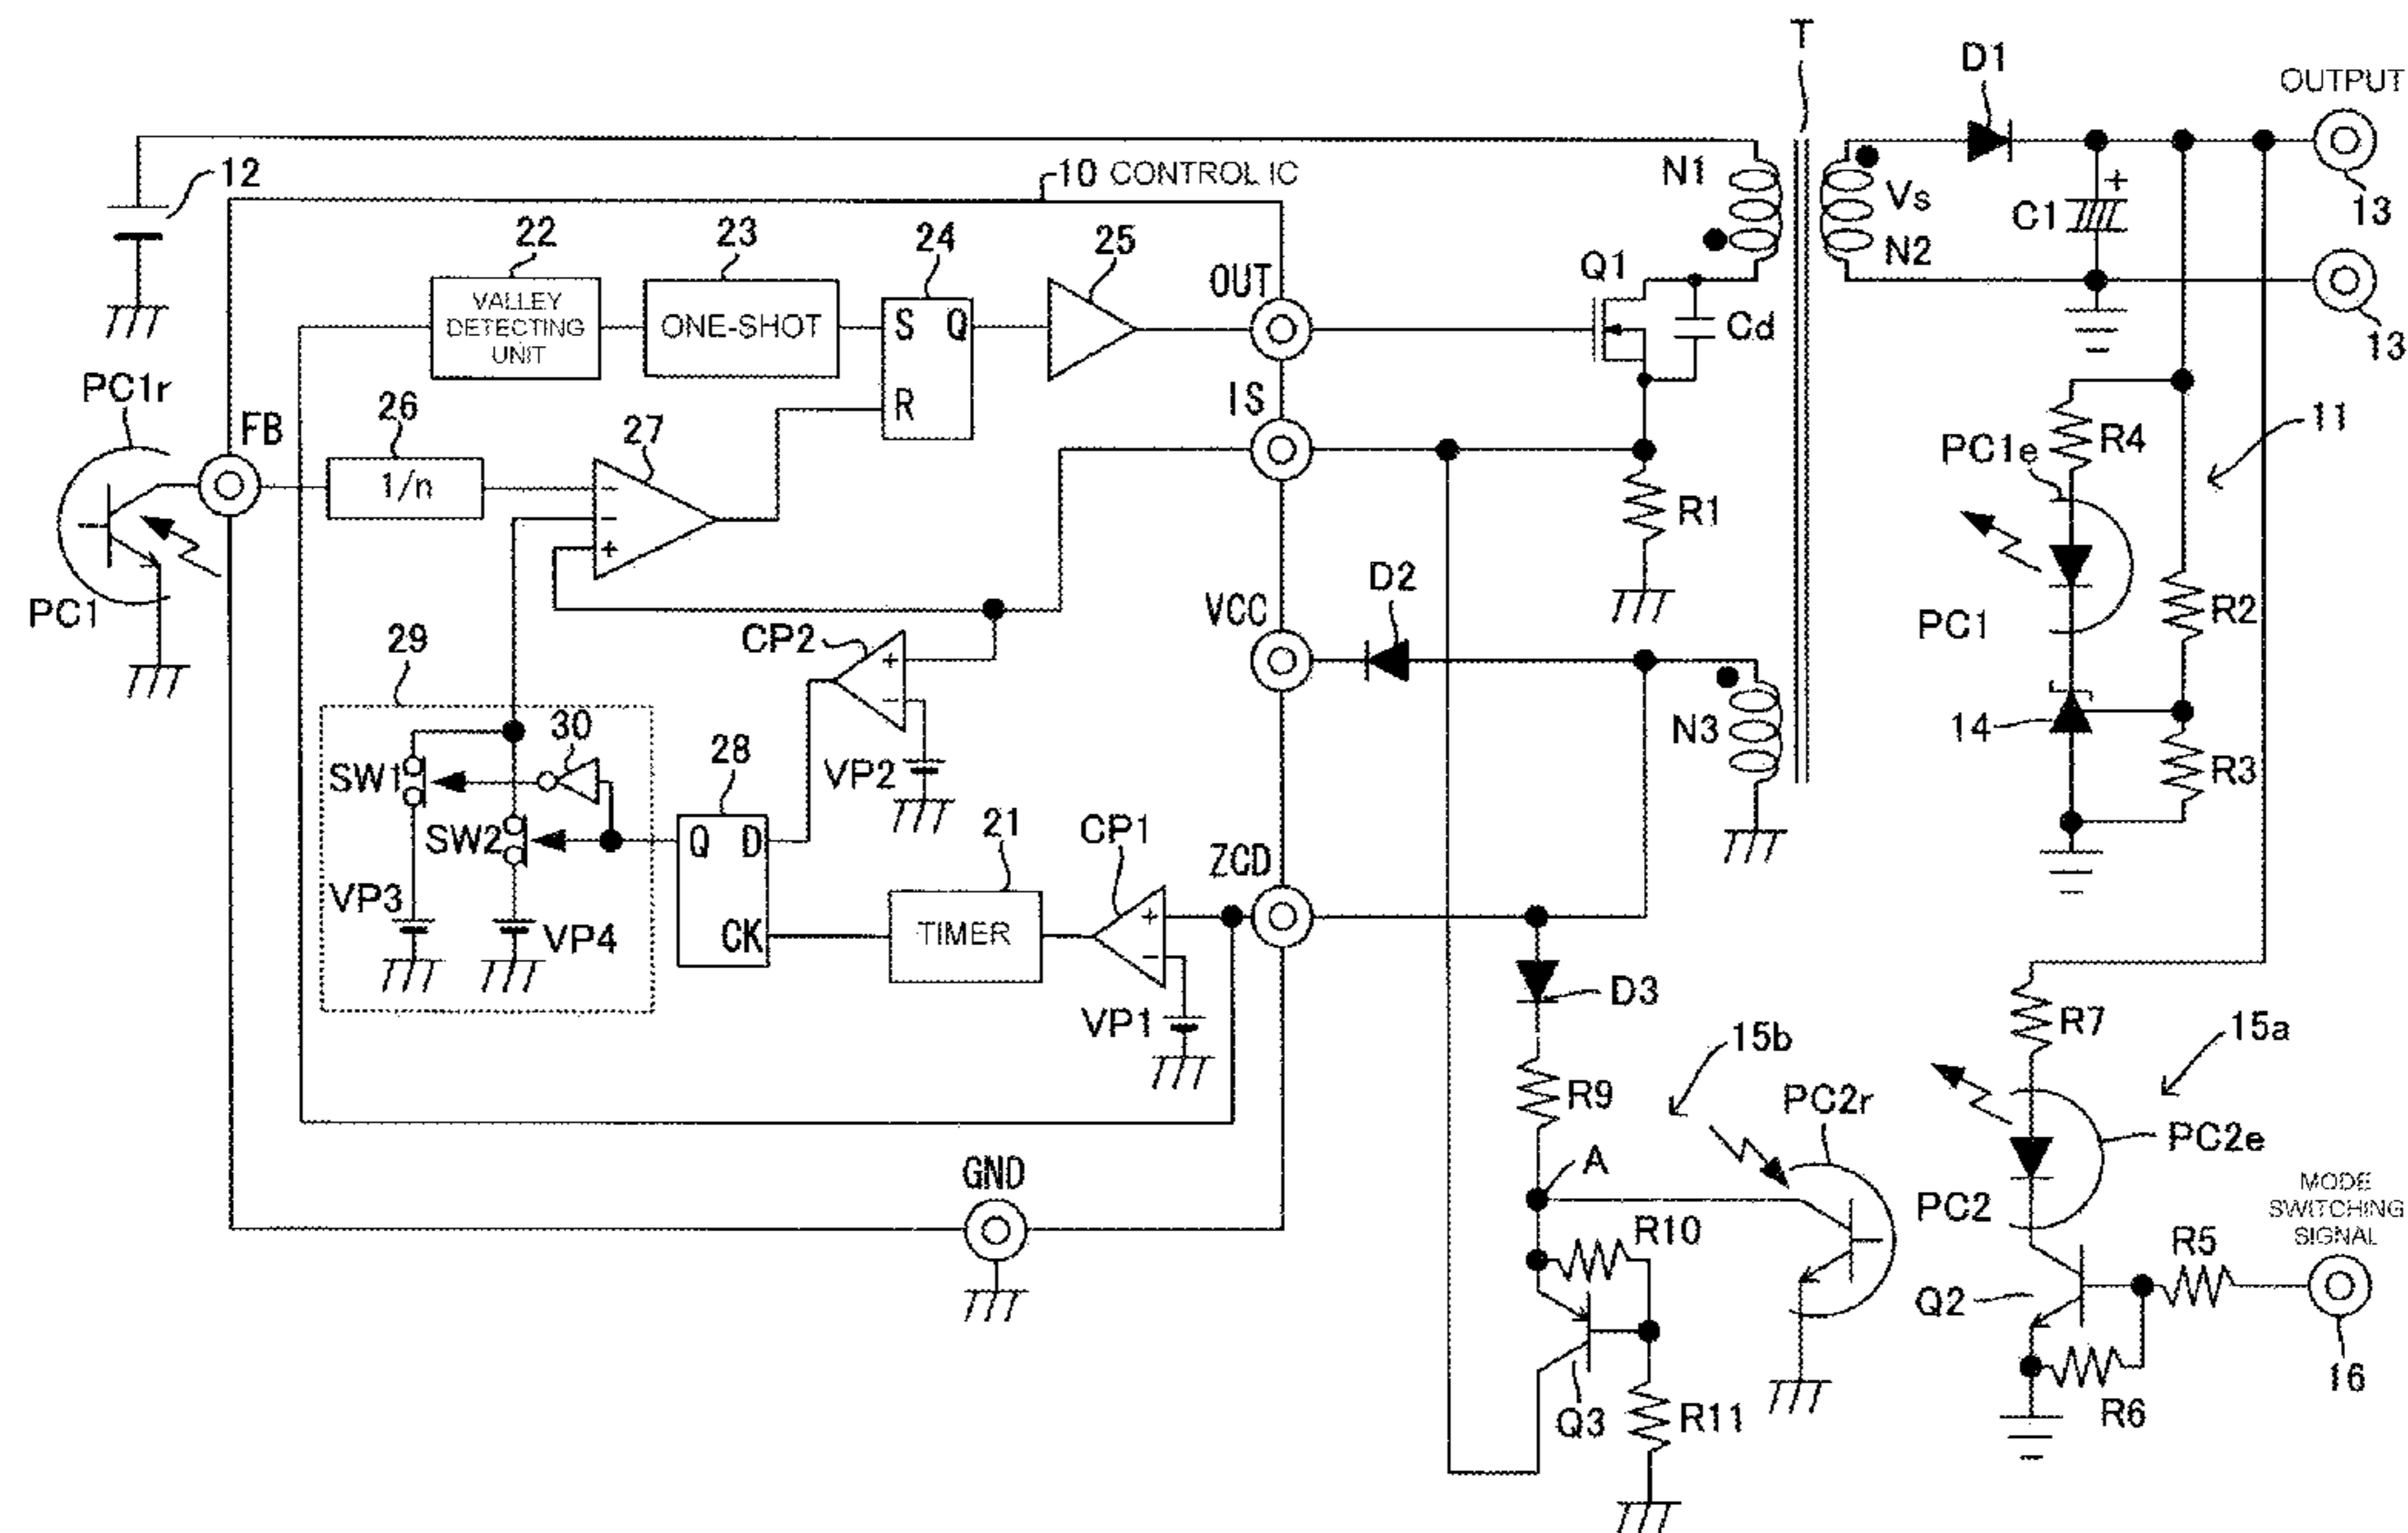 T
D1
OUTPUT
12
10 CONTROL IC
N1
Vs
N2
C1
+
13
22
23
24
25
OUT
Q1
Cd
13
VALLEY
DETECTING
UNIT
ONE-SHOT
S Q
R
PC1r
FB
26
27
IS
R4
11
PC1e
1/n
−
−
+
R1
PC1
VCC
D2
PC1
R2
29
CP2
+
−
N3
14
R3
30
28
VP2
SW1
SW2
Q D
CK
21
CP1
ZCD
VP3
VP4
TIMER
+
−
VP1
D3
R7
15b
15a
R9
PC2r
PC2e
A
GND
PC2
MODE
SWITCHING
SIGNAL
R10
R5
Q2
16
Q3
R11
R6